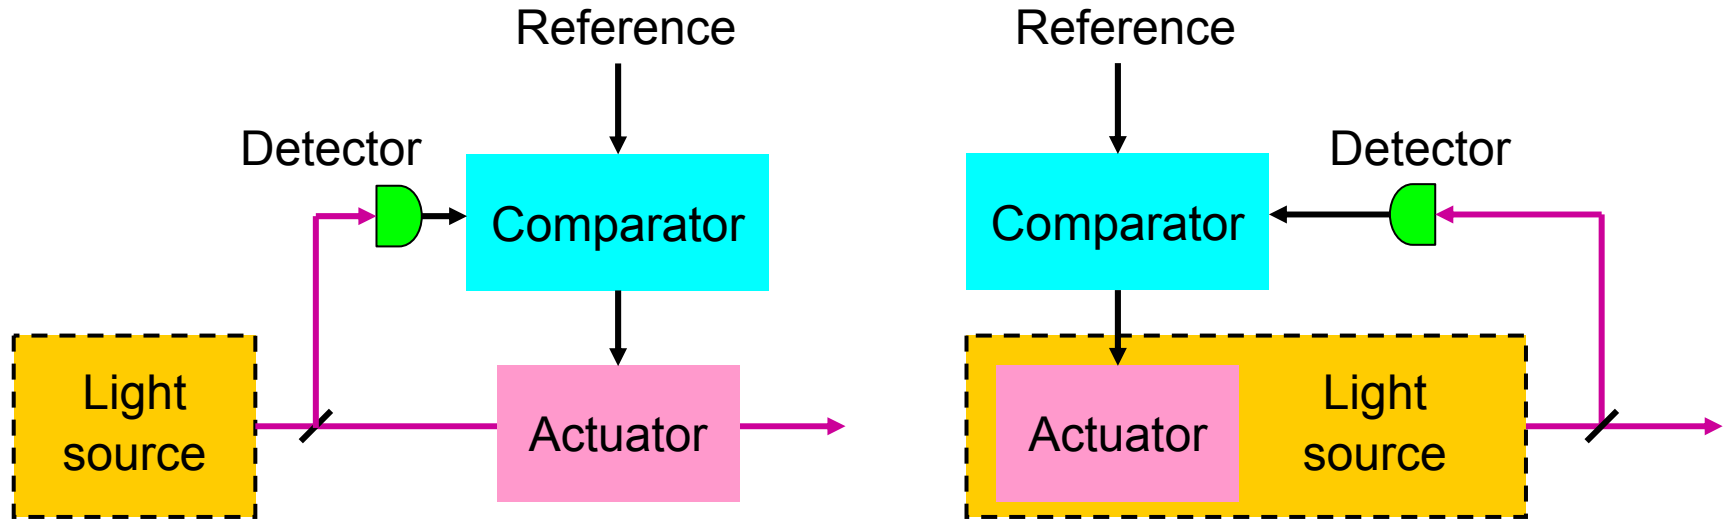 Reference
Detector
Comparator
Light
source
Actuator
Reference
Detector
Comparator
Actuator
Light
source